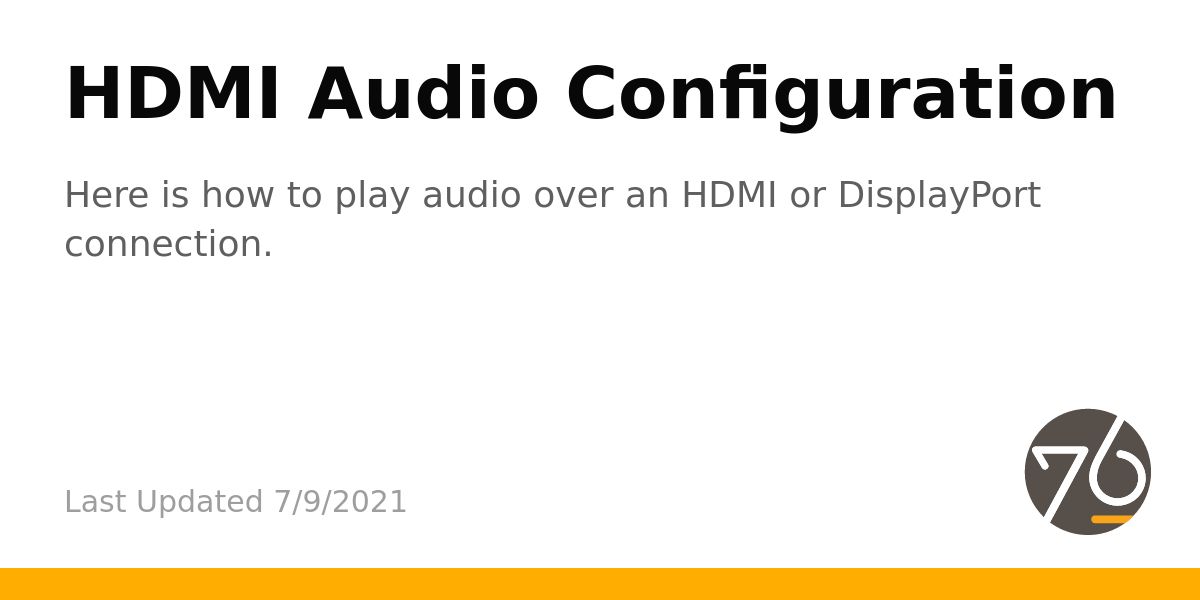 HDMI Audio Configuration
Here is how to play audio over an HDMI or DisplayPort
connection.
Last Updated 7/9/2021
76